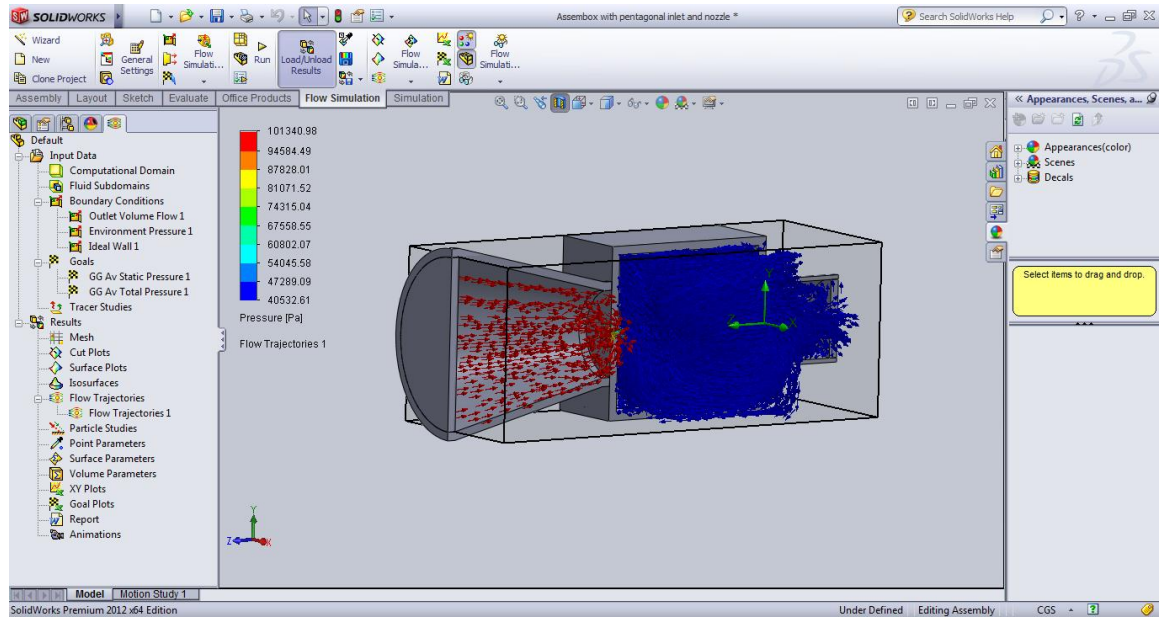 SOLIDWORKS
Assembox with pentagonal inlet and nozzle *
Search SolidWorks Help
Wizard
New
Clone Project
General Settings
Flow Simulati...
Run
Load/Unload Results
Flow Simula...
Flow Simulati...
Assembly Layout Sketch Evaluate Office Products Flow Simulation Simulation
Default
Input Data
Computational Domain
Fluid Subdomains
Boundary Conditions
Outlet Volume Flow 1
Environment Pressure 1
Ideal Wall 1
Goals
GG Av Static Pressure 1
GG Av Total Pressure 1
Tracer Studies
Results
Mesh
Cut Plots
Surface Plots
Isosurfaces
Flow Trajectories
Flow Trajectories 1
Particle Studies
Point Parameters
Surface Parameters
Volume Parameters
XY Plots
Goal Plots
Report
Animations
101340.98
94584.49
87828.01
81071.52
74315.04
67558.55
60802.07
54045.58
47289.09
40532.61
Pressure [Pa]
Flow Trajectories 1
Y
Z
X
Y
Z
X
« Appearances, Scenes, a...
Appearances(color)
Scenes
Decals
Select items to drag and drop.
Model Motion Study 1
SolidWorks Premium 2012 x64 Edition
Under Defined Editing Assembly CGS